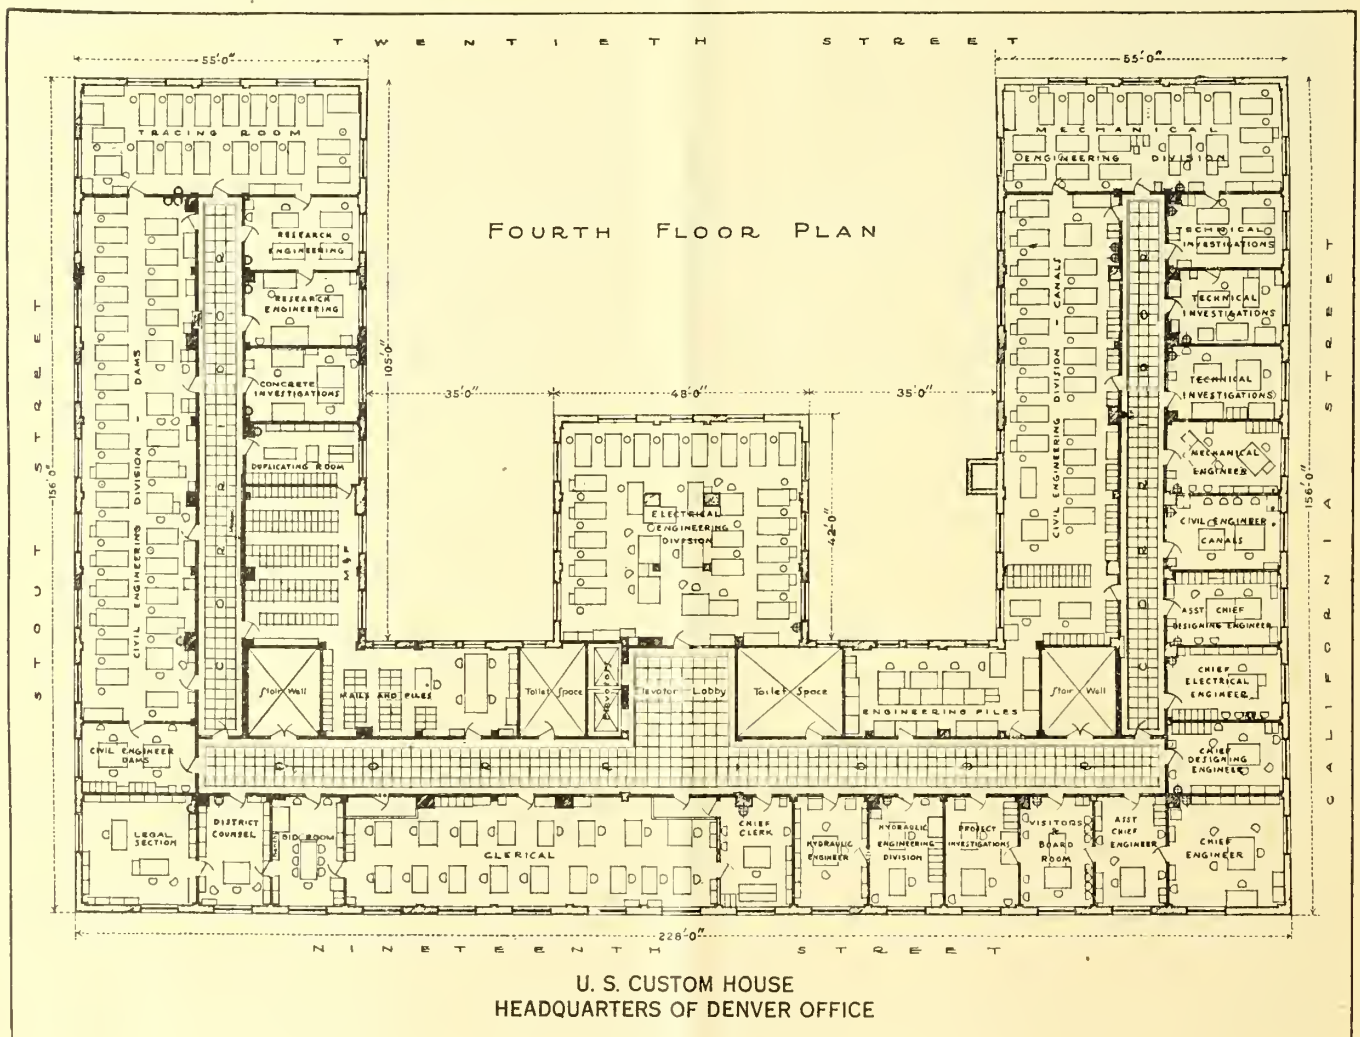 TWENTIETH STREET
55'-0"
55'-0"
TRACING ROOM
MECHANICAL
ENGINEERING DIVISION
FOURTH FLOOR PLAN
STOUT STREET
CALIFORNIA STREET
156'-0"
156'-0"
105'-0"
35'-0"
48'-0"
35'-0"
42'-0"
RESEARCH
ENGINEERING
RESEARCH
ENGINEERING
CONCRETE
INVESTIGATIONS
DUPLICATING ROOM
M & F
CIVIL ENGINEERING DIVISION - DAMS
CORRIDOR
ELECTRICAL
ENGINEERING
DIVISION
CIVIL ENGINEERING DIVISION - CANALS
CORRIDOR
TECHNICAL
INVESTIGATIONS
TECHNICAL
INVESTIGATIONS
TECHNICAL
INVESTIGATIONS
MECHANICAL
ENGINEER
CIVIL ENGINEER
CANALS
ASST CHIEF
DESIGNING ENGINEER
CHIEF
ELECTRICAL
ENGINEER
CHIEF
DESIGNING
ENGINEER
Stair Well
MAILS AND FILES
Toilet Space
Elevators
Elevator Lobby
Toilet Space
ENGINEERING FILES
Stair Well
CIVIL ENGINEER
DAMS
CORRIDOR
LEGAL
SECTION
DISTRICT
COUNSEL
BID ROOM
CLERICAL
CHIEF
CLERK
HYDRAULIC
ENGINEER
HYDRAULIC
ENGINEERING
DIVISION
PROJECT
INVESTIGATIONS
VISITORS
&
BOARD
ROOM
ASST
CHIEF
ENGINEER
CHIEF
ENGINEER
228'-0"
NINETEENTH STREET
U. S. CUSTOM HOUSE
HEADQUARTERS OF DENVER OFFICE